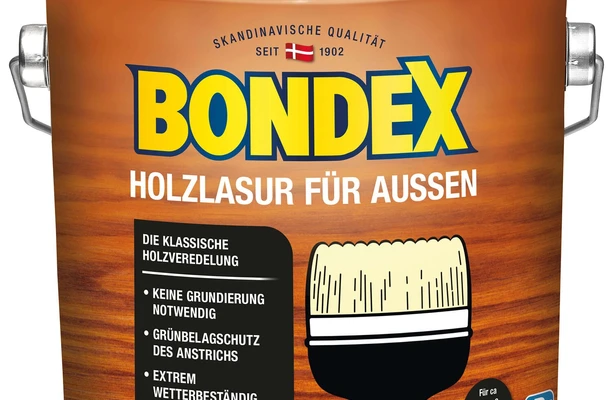 SKANDINAVISCHE QUALITÄT
SEIT 1902
BONDEX
HOLZLASUR FÜR AUSSEN
DIE KLASSISCHE
HOLZVEREDELUNG
• KEINE GRUNDIERUNG
NOTWENDIG
• GRÜNBELAGSCHUTZ
DES ANSTRICHS
• EXTREM
WETTERBESTÄNDIG
Für ca